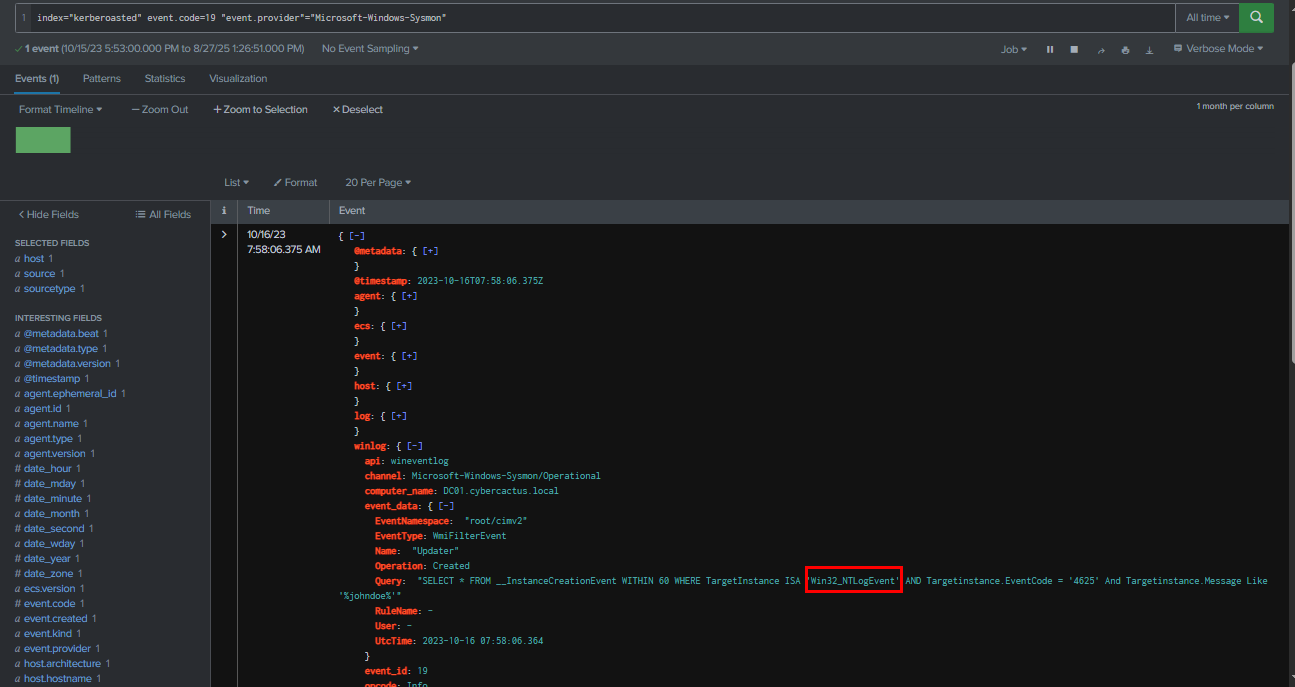 1 index="kerberoasted" event.code=19 "event.provider"="Microsoft-Windows-Sysmon" All time
1 event (10/15/23 5:53:00.000 PM to 8/27/25 1:26:51.000 PM) No Event Sampling Job Verbose Mode
Events (1) Patterns Statistics Visualization
Format Timeline — Zoom Out + Zoom to Selection × Deselect 1 month per column
List Format 20 Per Page
< Hide Fields All Fields i Time Event
SELECTED FIELDS
a host 1
a source 1
a sourcetype 1
INTERESTING FIELDS
a @metadata.beat 1
a @metadata.type 1
a @metadata.version 1
a @timestamp 1
a agent.ephemeral_id 1
a agent.id 1
a agent.name 1
a agent.type 1
a agent.version 1
# date_hour 1
# date_mday 1
# date_minute 1
a date_month 1
# date_second 1
a date_wday 1
# date_year 1
# date_zone 1
a ecs.version 1
# event.code 1
a event.created 1
a event.kind 1
a event.provider 1
a host.architecture 1
a host.hostname 1
> 10/16/23
7:58:06.375 AM
{ [-]
@metadata: { [+]
}
@timestamp: 2023-10-16T07:58:06.375Z
agent: { [+]
}
ecs: { [+]
}
event: { [+]
}
host: { [+]
}
log: { [+]
}
winlog: { [-]
api: wineventlog
channel: Microsoft-Windows-Sysmon/Operational
computer_name: DC01.cybercactus.local
event_data: { [-]
EventNamespace: "root/cimv2"
EventType: WmiFilterEvent
Name: "Updater"
Operation: Created
Query: "SELECT * FROM __InstanceCreationEvent WITHIN 60 WHERE TargetInstance ISA 'Win32_NTLogEvent' AND Targetinstance.EventCode = '4625' And Targetinstance.Message Like
'%johndoe%'"
RuleName: -
User: -
UtcTime: 2023-10-16 07:58:06.364
}
event_id: 19
opcode: Info